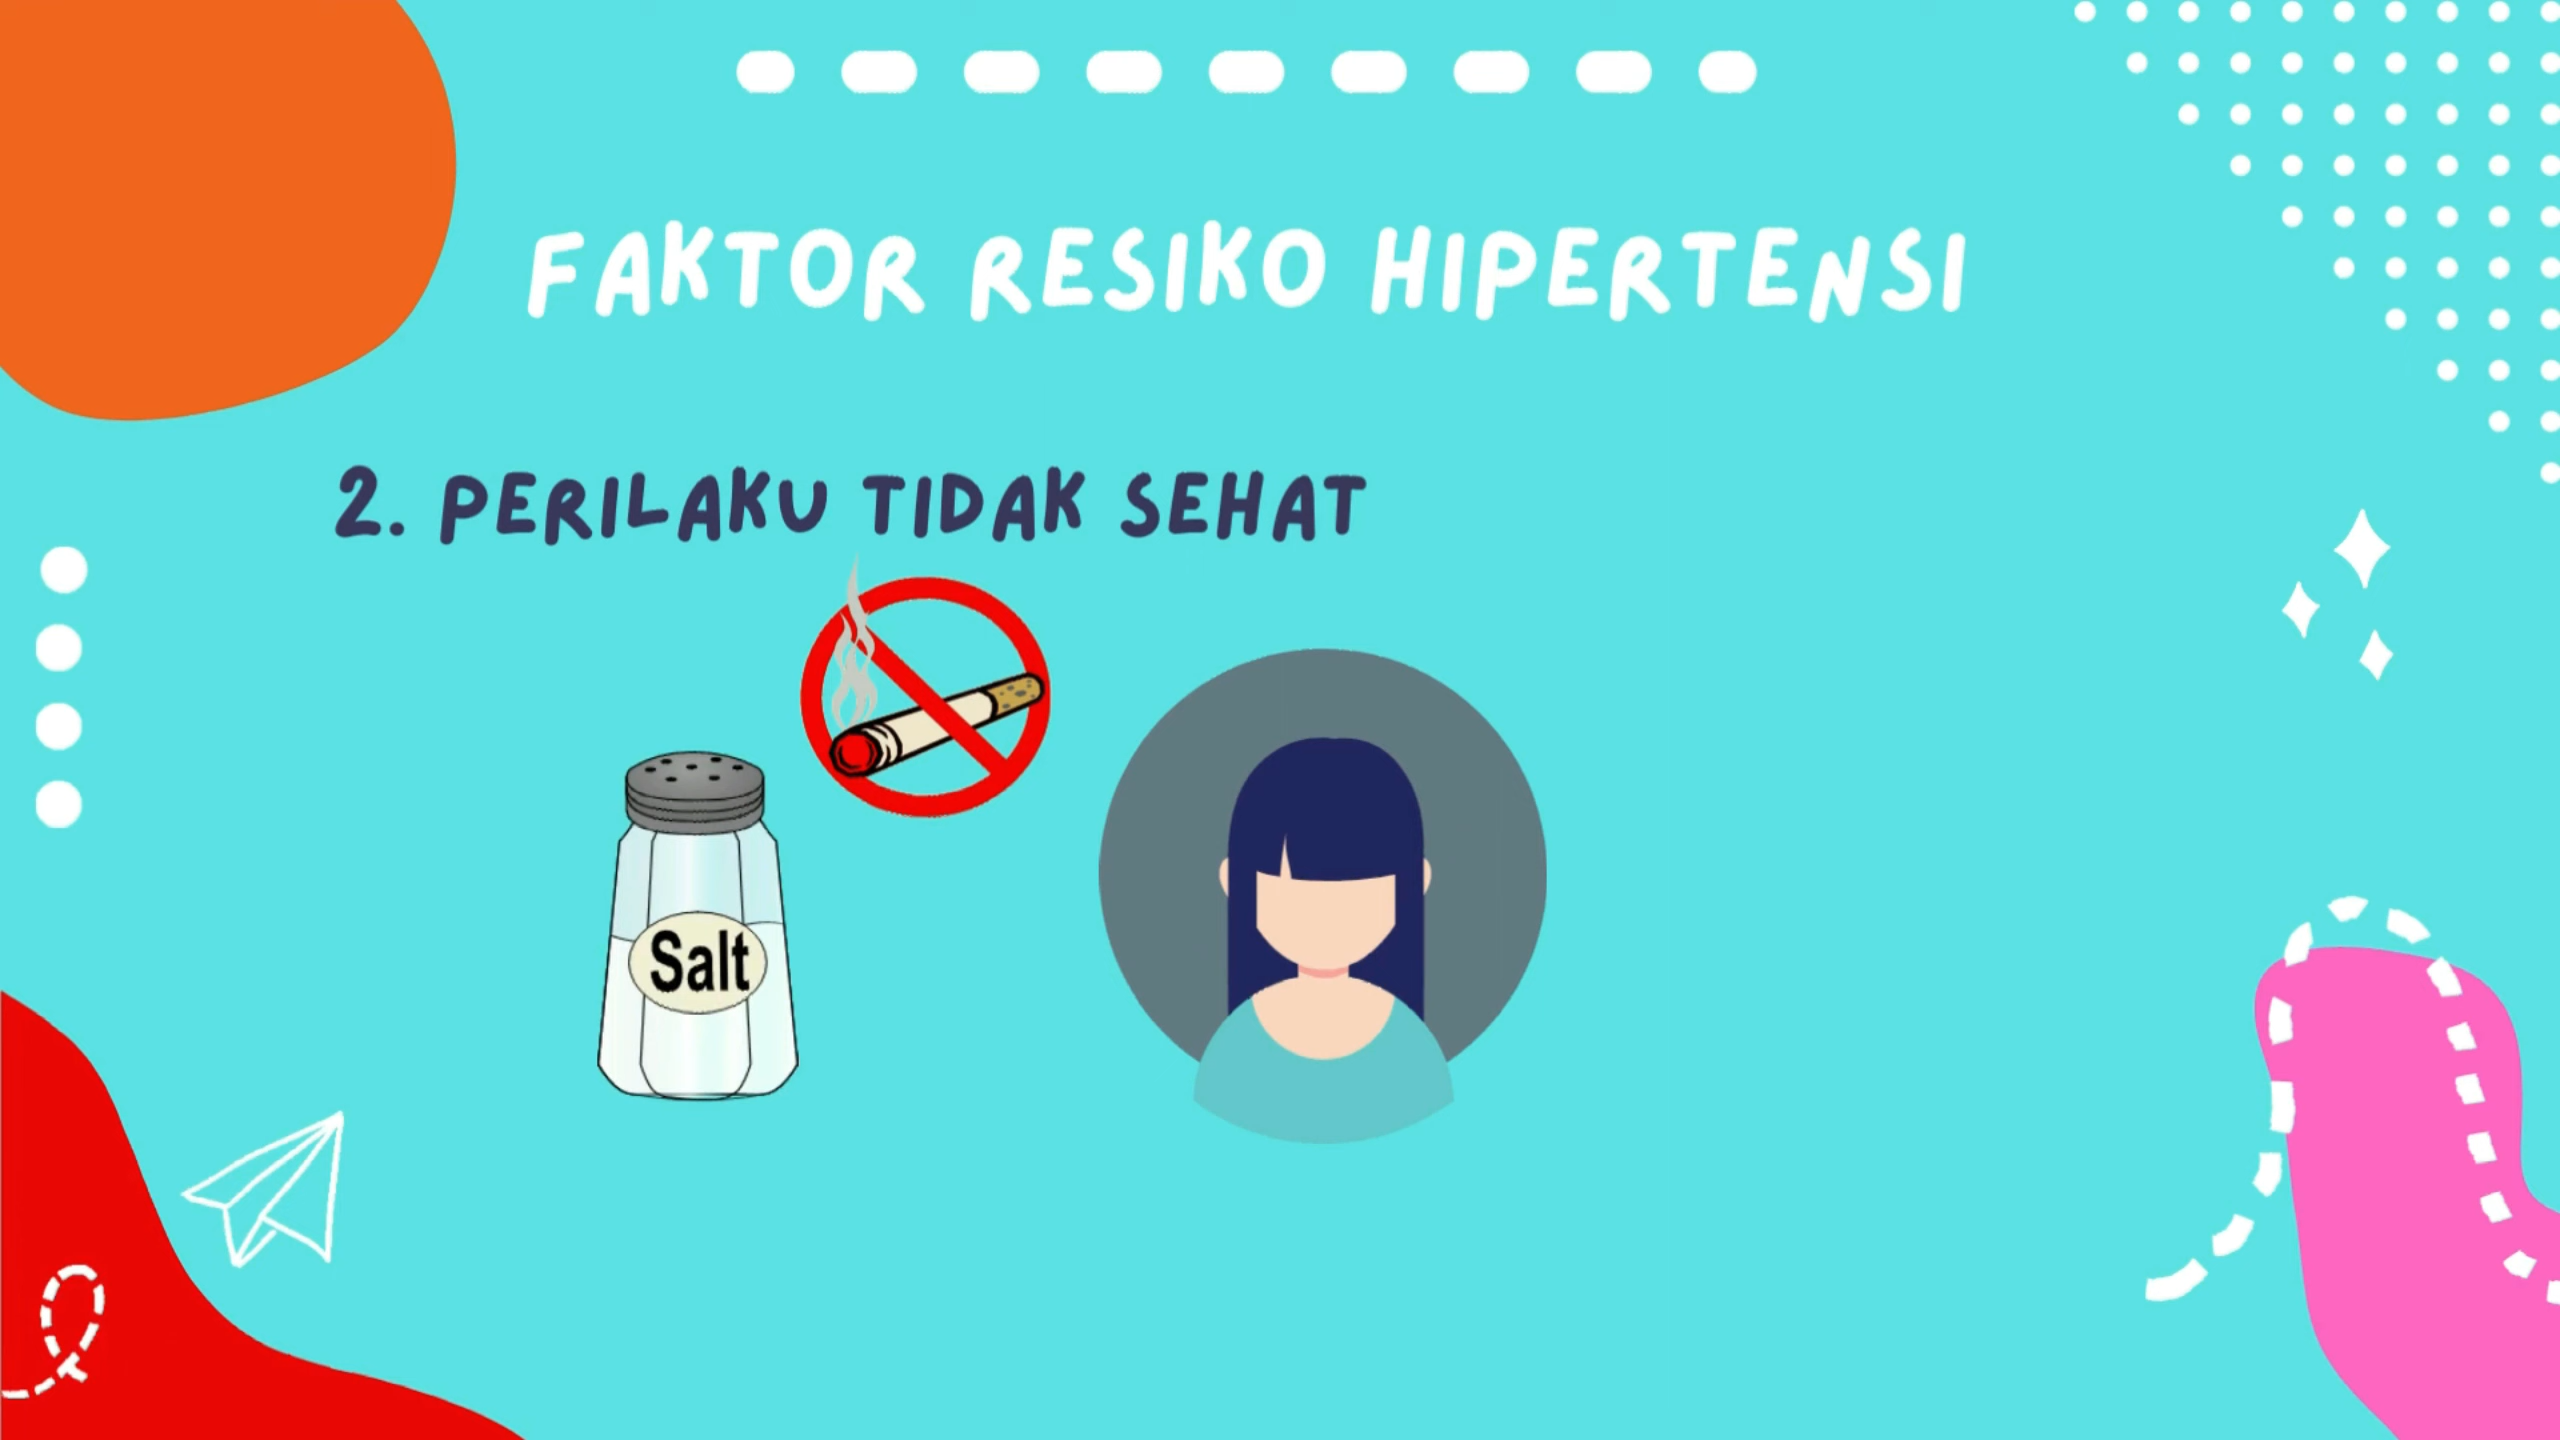 FAKTOR RESIKO HIPERTENSI
2. PERILAKU TIDAK SEHAT
Salt